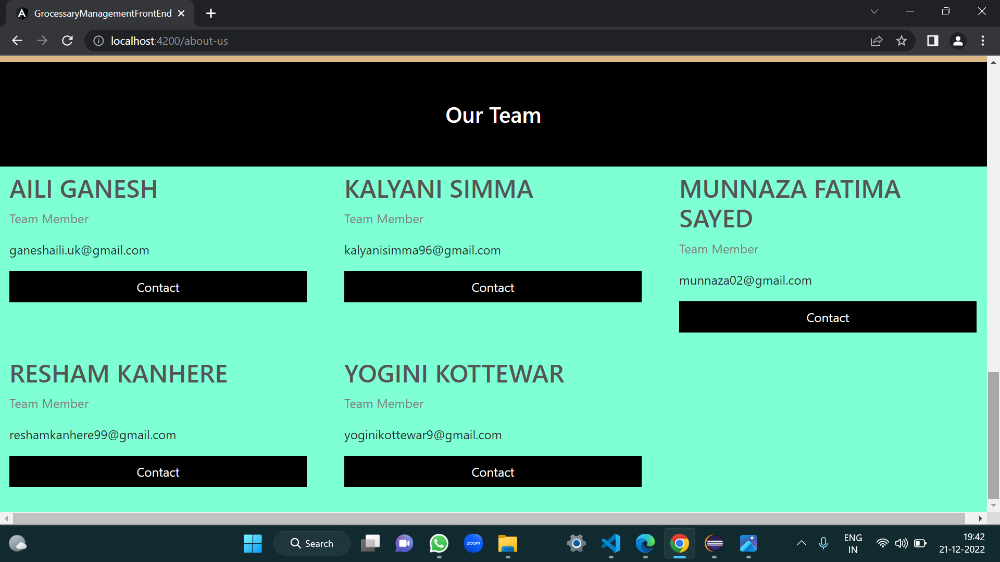 GrocessaryManagementFrontEnd
localhost:4200/about-us
Our Team
AILI GANESH
Team Member
ganeshaili.uk@gmail.com
Contact
KALYANI SIMMA
Team Member
kalyanisimma96@gmail.com
Contact
MUNNAZA FATIMA
SAYED
Team Member
munnaza02@gmail.com
Contact
RESHAM KANHERE
Team Member
reshamkanhere99@gmail.com
Contact
YOGINI KOTTEWAR
Team Member
yoginikottewar9@gmail.com
Contact
Search
zoom
ENG
IN
19:42
21-12-2022